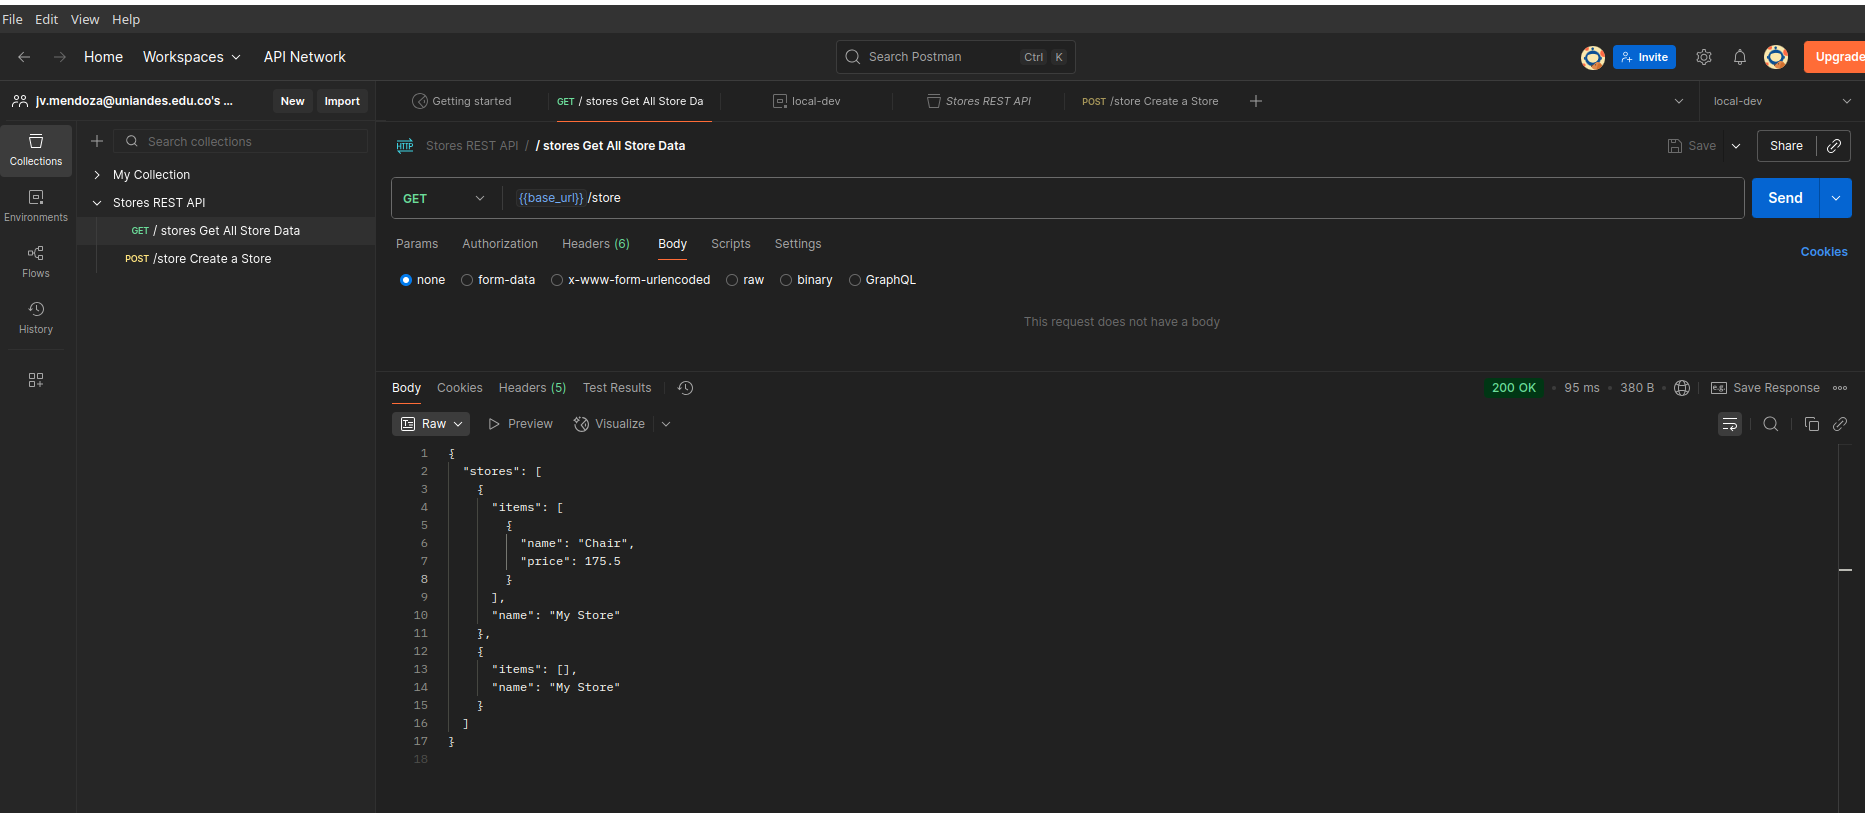 File Edit View Help
Home Workspaces API Network Search Postman Ctrl K Invite Upgrade
jv.mendoza@uniandes.edu.co's ... New Import Getting started GET / stores Get All Store Da local-dev Stores REST API POST /store Create a Store local-dev
Search collections
Collections
Environments
Flows
History
My Collection
Stores REST API
GET / stores Get All Store Data
POST /store Create a Store
Stores REST API / / stores Get All Store Data Save Share
GET {{base_url}} /store Send
Params Authorization Headers (6) Body Scripts Settings Cookies
none form-data x-www-form-urlencoded raw binary GraphQL
This request does not have a body
Body Cookies Headers (5) Test Results 200 OK • 95 ms • 380 B • e.g. Save Response
Raw Preview Visualize
1 {
2 "stores": [
3 {
4 "items": [
5 {
6 "name": "Chair",
7 "price": 175.5
8 }
9 ],
10 "name": "My Store"
11 },
12 {
13 "items": [],
14 "name": "My Store"
15 }
16 ]
17 }
18